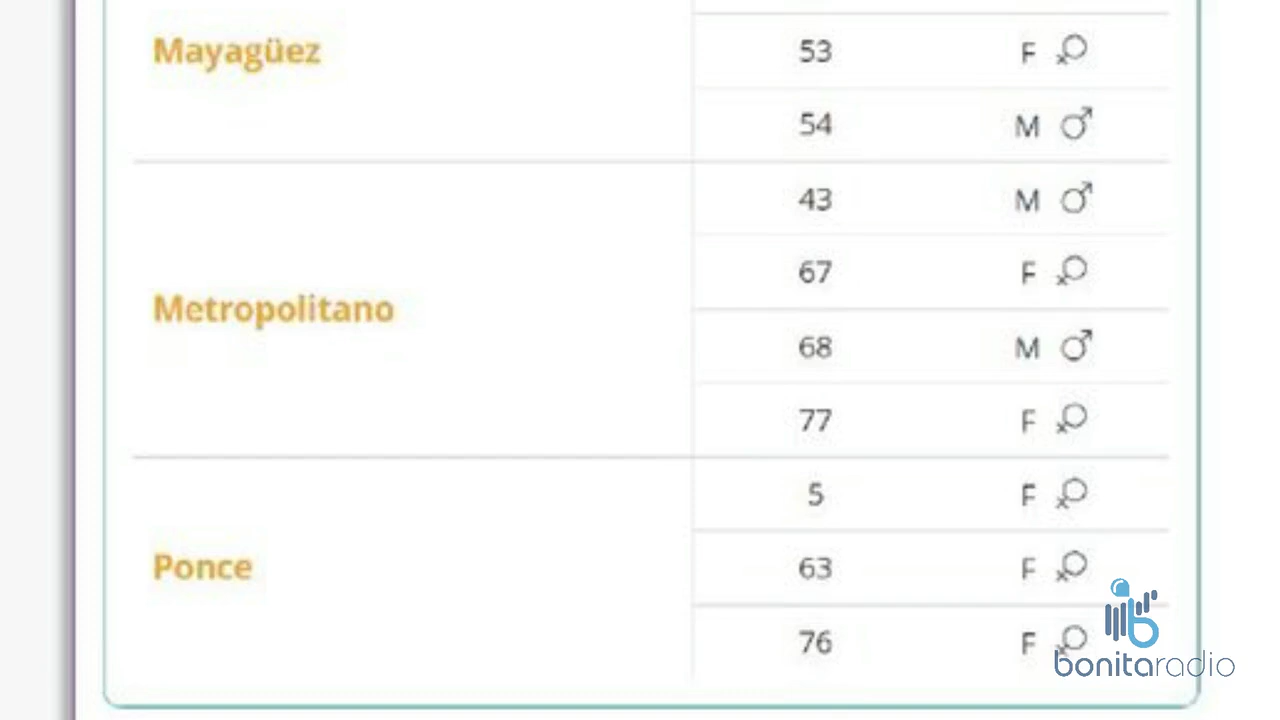 Mayagüez
53 F
54 M
43 M
Metropolitano
67 F
68 M
77 F
5 F
Ponce
63 F
76 F
bonitaradio